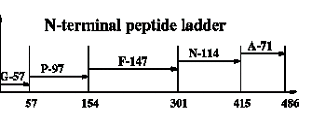 N-terminal peptide ladder
G-57 P-97 F-147 N-114 A-71
57 154 301 415 486